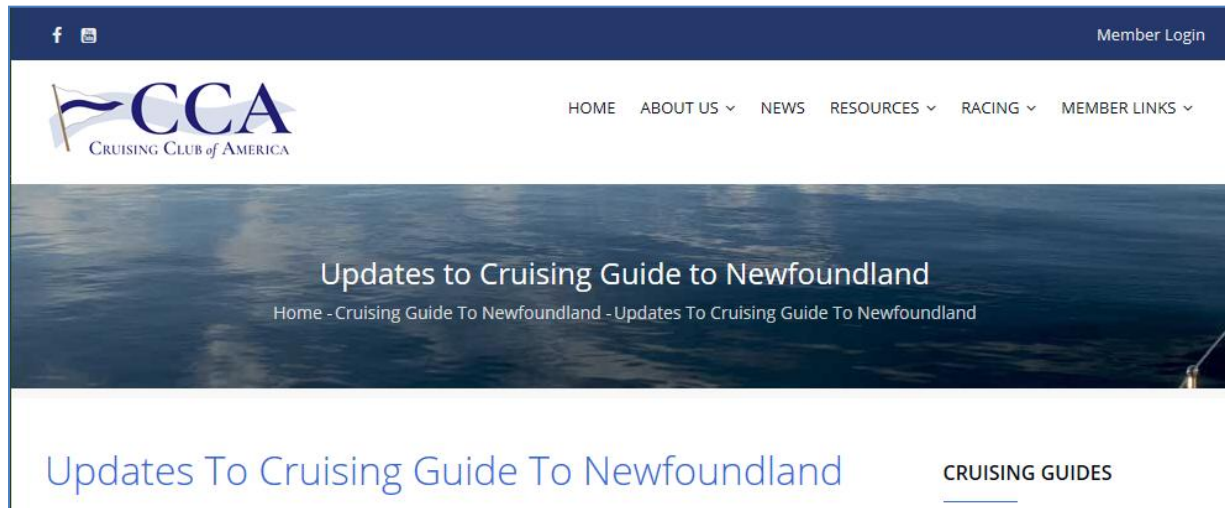 Member Login
CCA
CRUISING CLUB of AMERICA
HOME ABOUT US NEWS RESOURCES RACING MEMBER LINKS
Updates to Cruising Guide to Newfoundland
Home - Cruising Guide To Newfoundland - Updates To Cruising Guide To Newfoundland
Updates To Cruising Guide To Newfoundland
CRUISING GUIDES